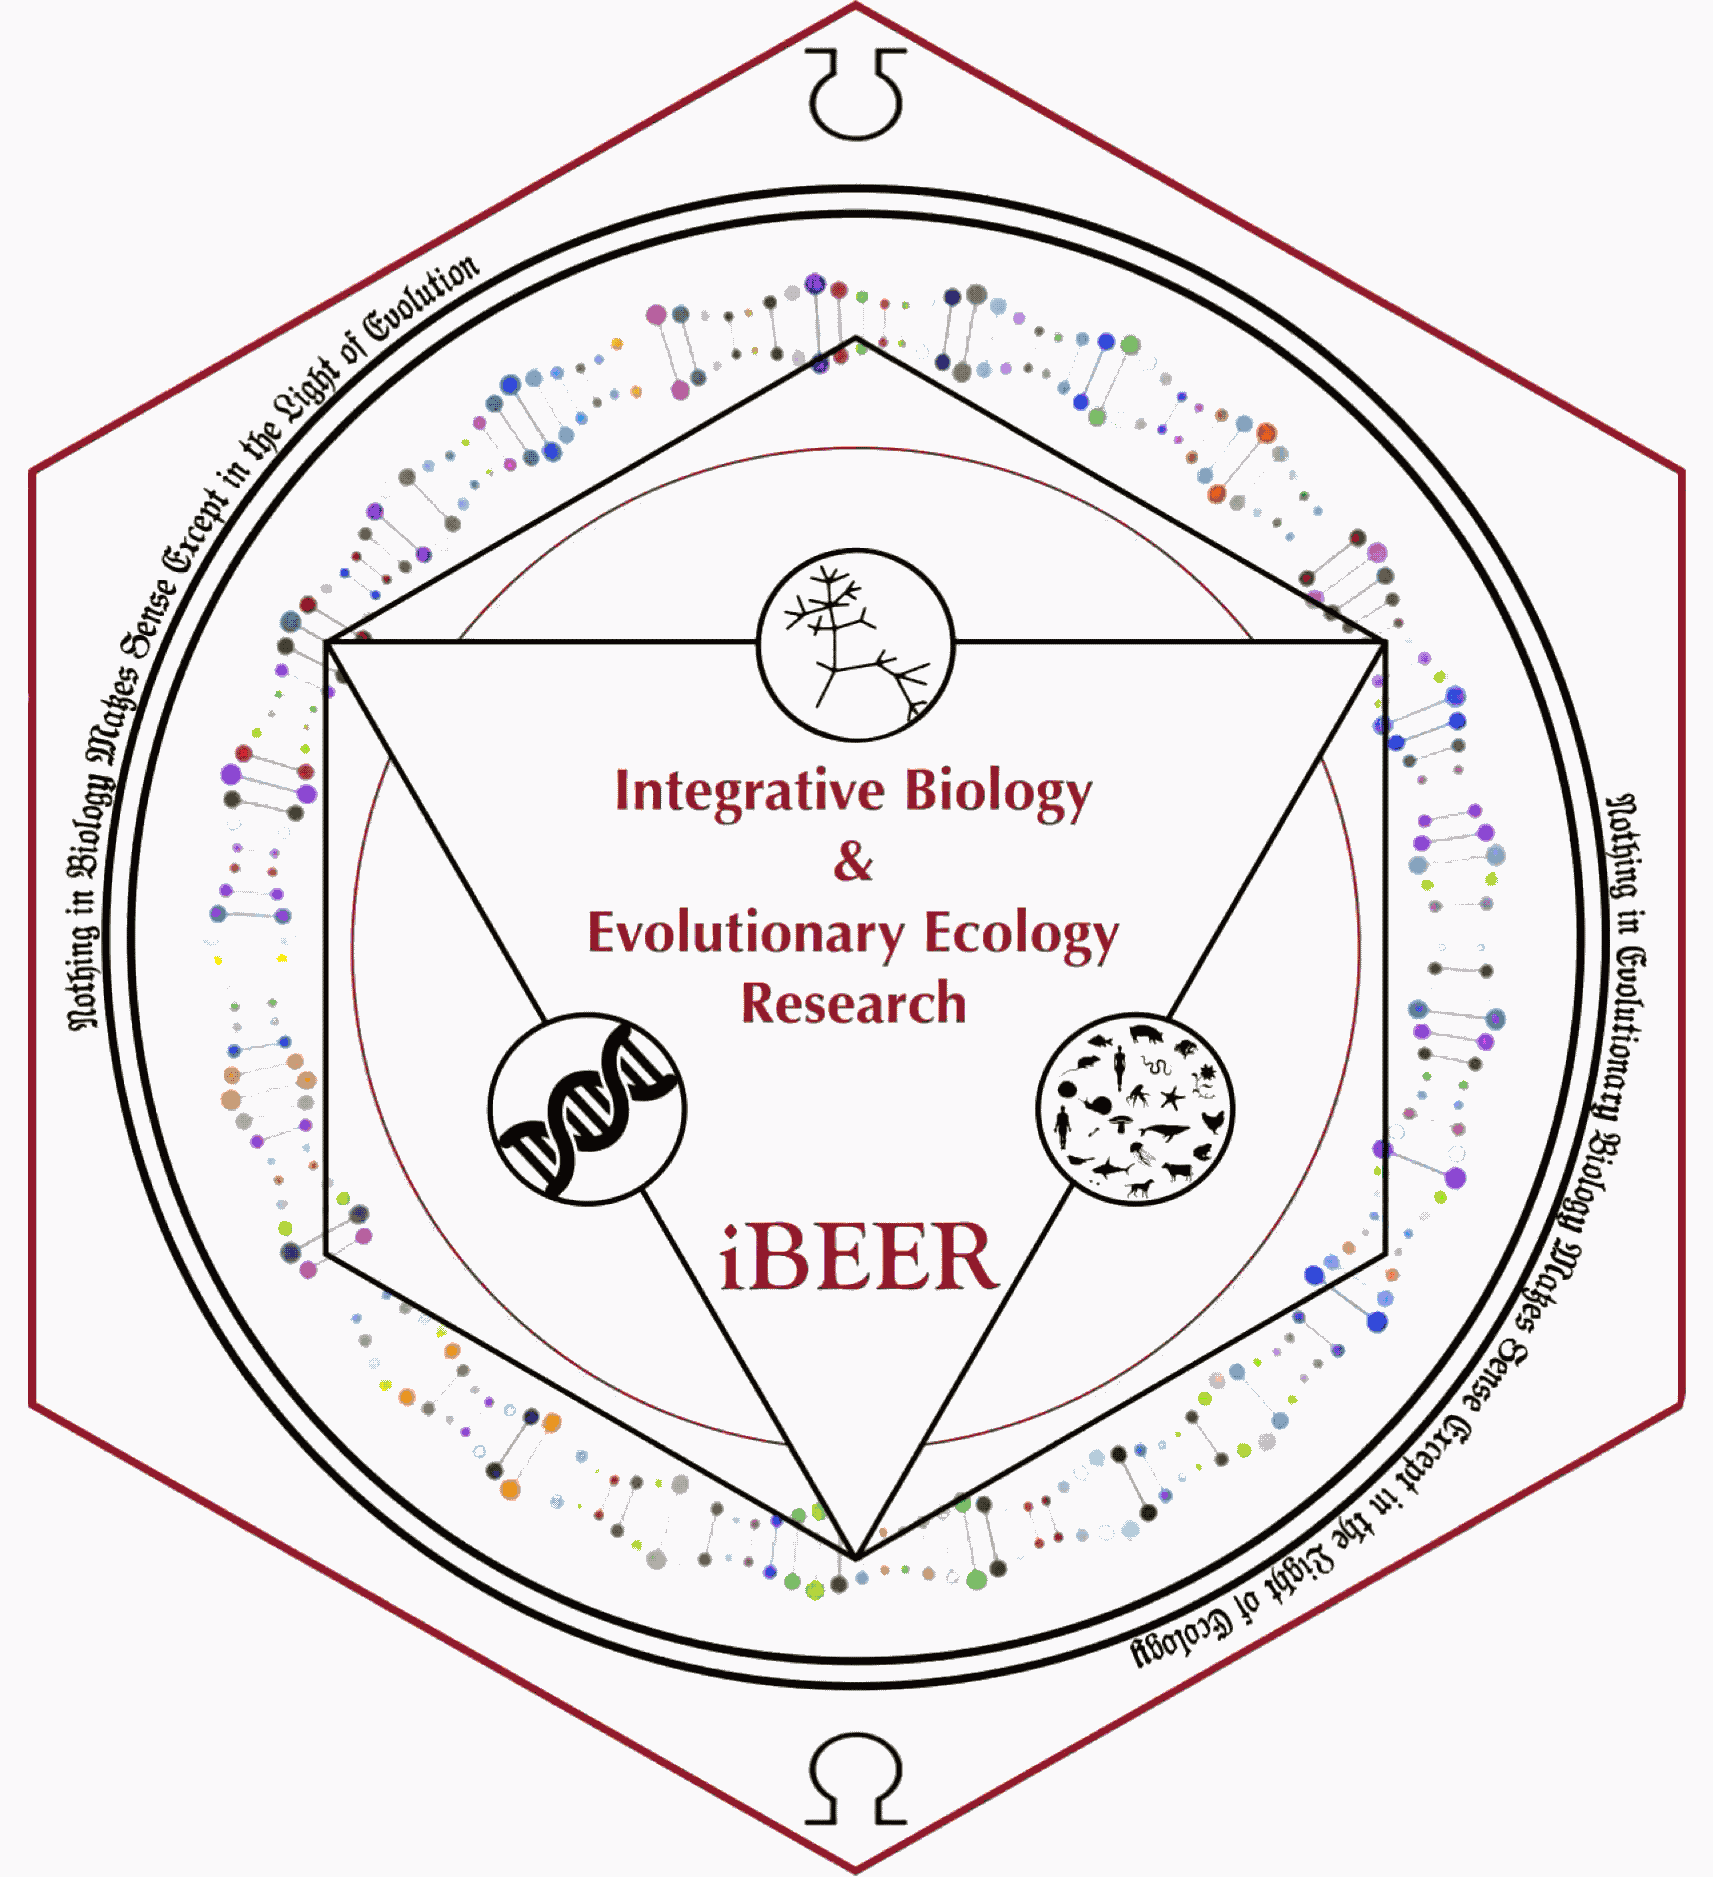 Ω
Nothing in Biology Makes Sense Except in the Light of Evolution
Integrative Biology
&
Evolutionary Ecology
Research
iBEER
Nothing in Evolutionary Biology Makes Sense Except in the Light of Ecology
Ω